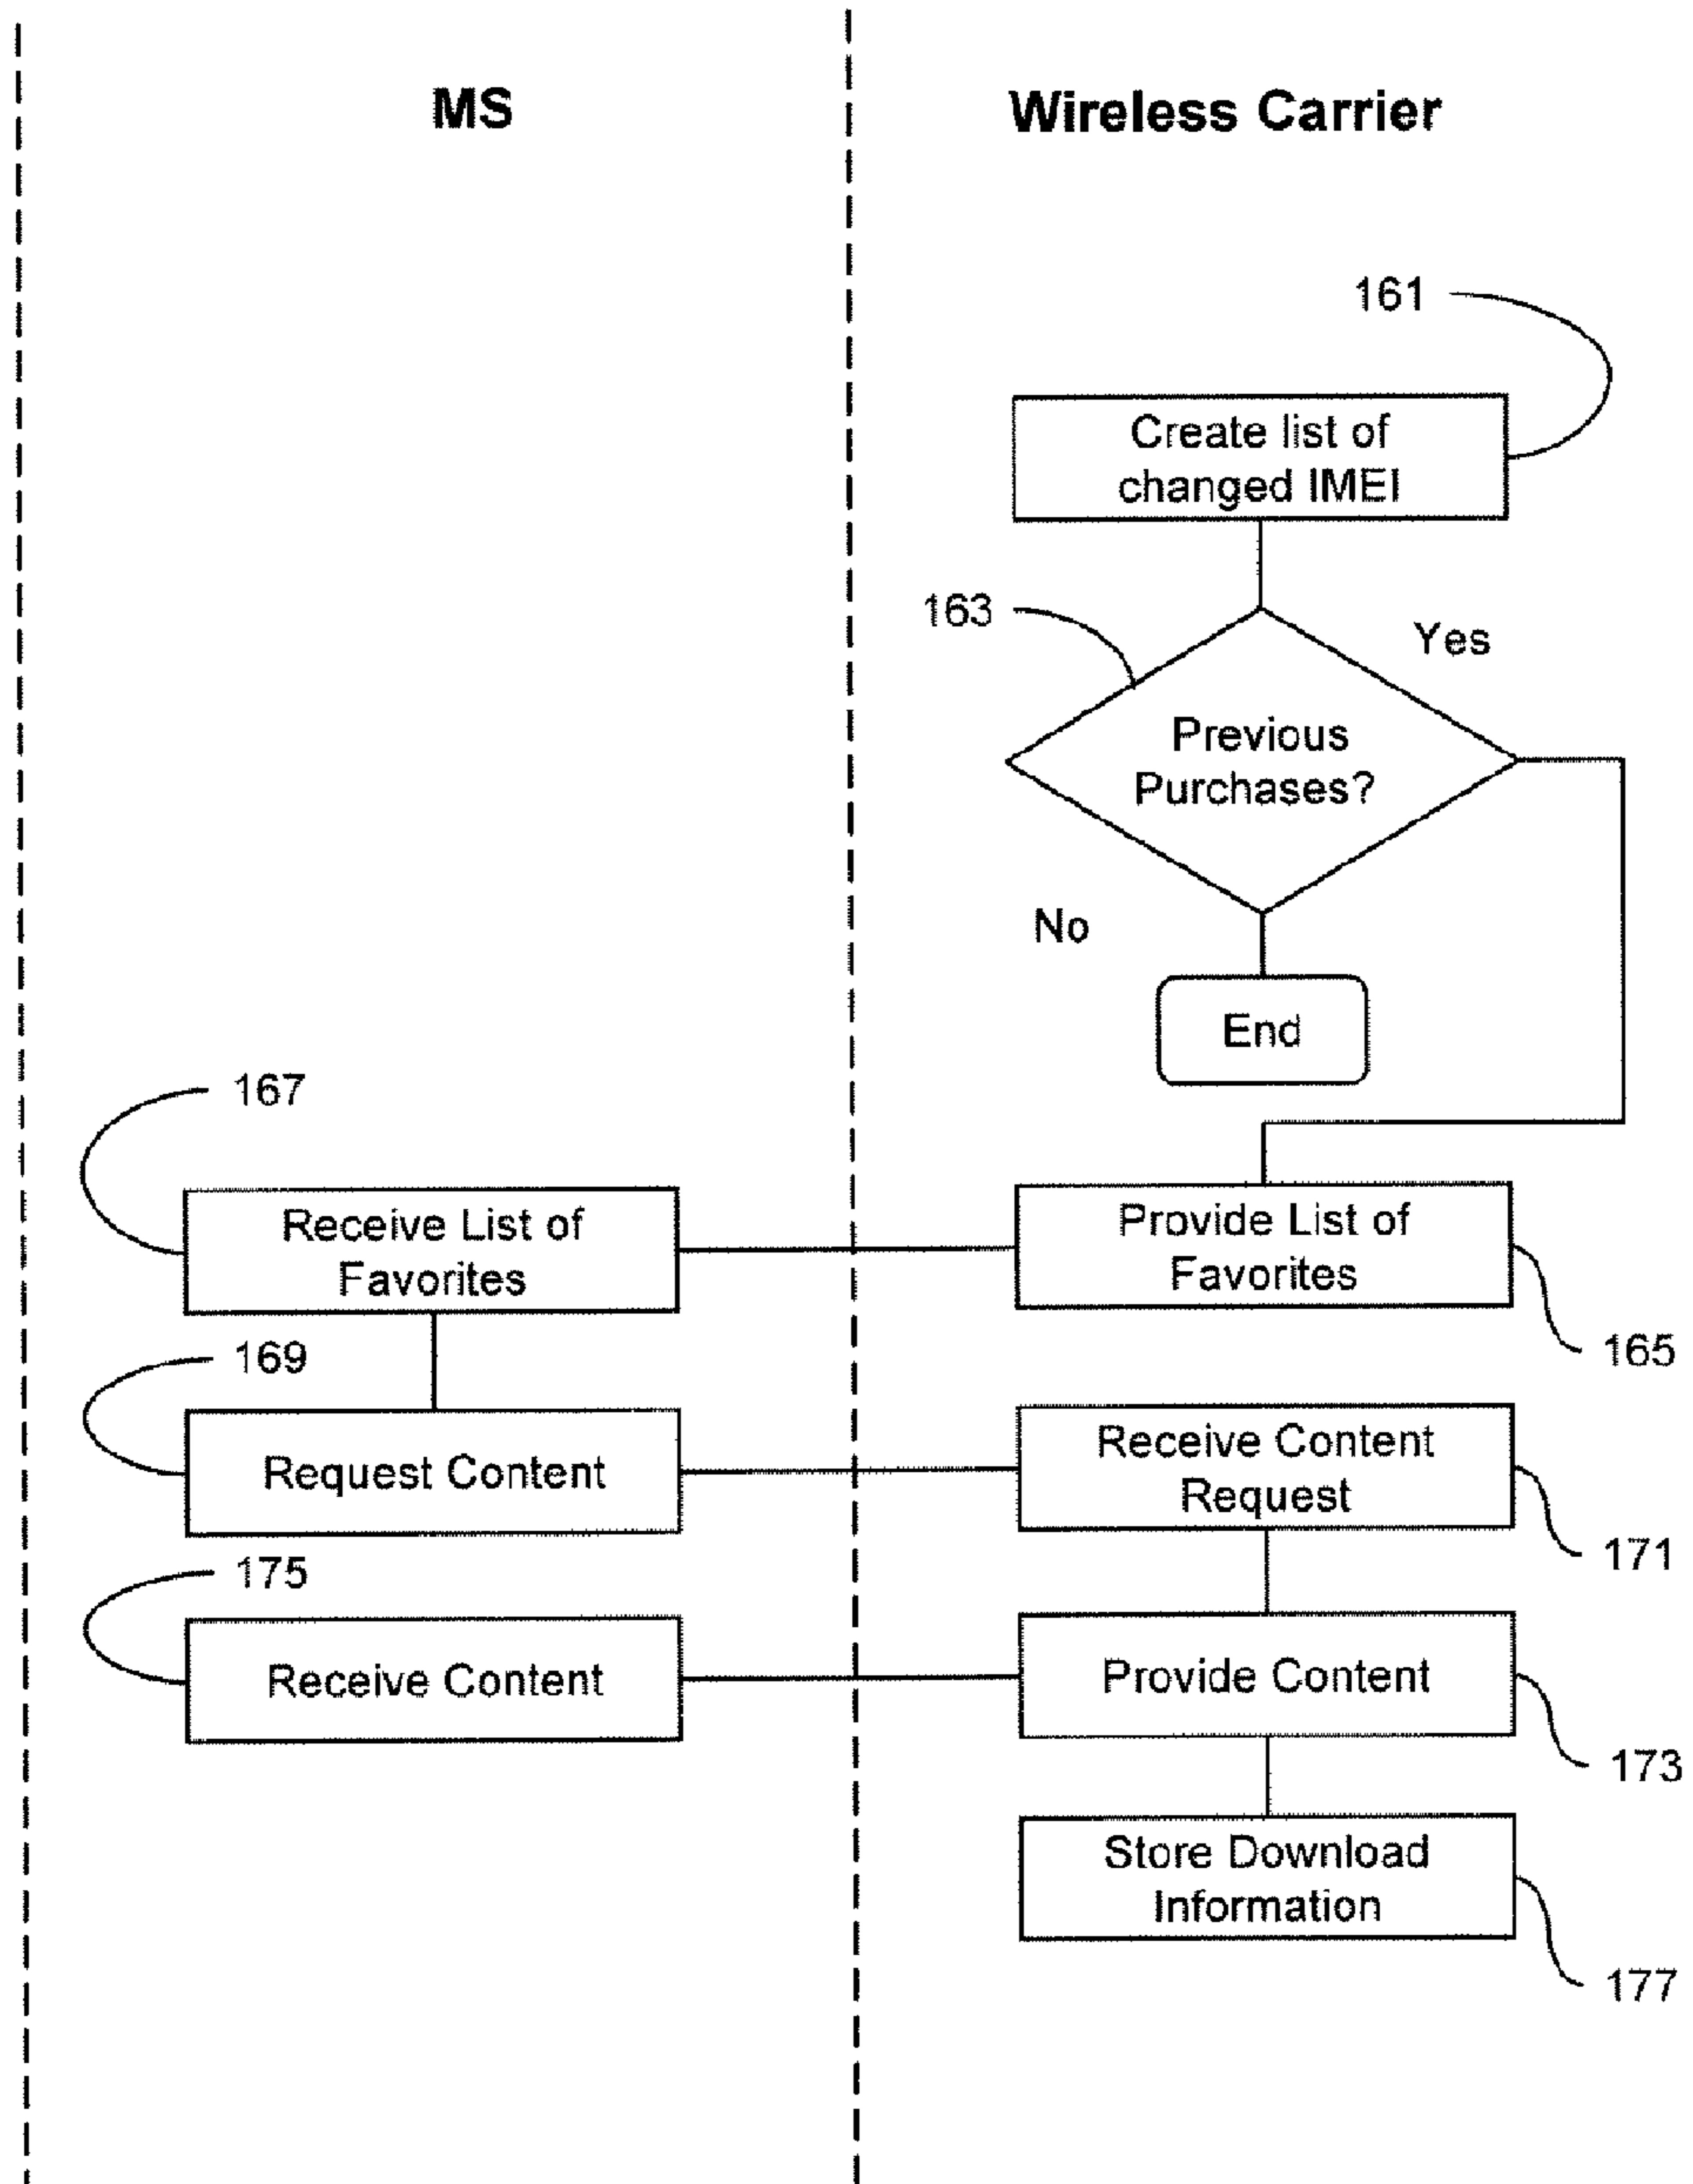 MS
Wireless Carrier
161
Create list of
changed IMEI
163
Yes
Previous
Purchases?
No
End
167
Receive List of
Favorites
Provide List of
Favorites
165
169
Request Content
Receive Content
Request
171
175
Receive Content
Provide Content
173
Store Download
Information
177